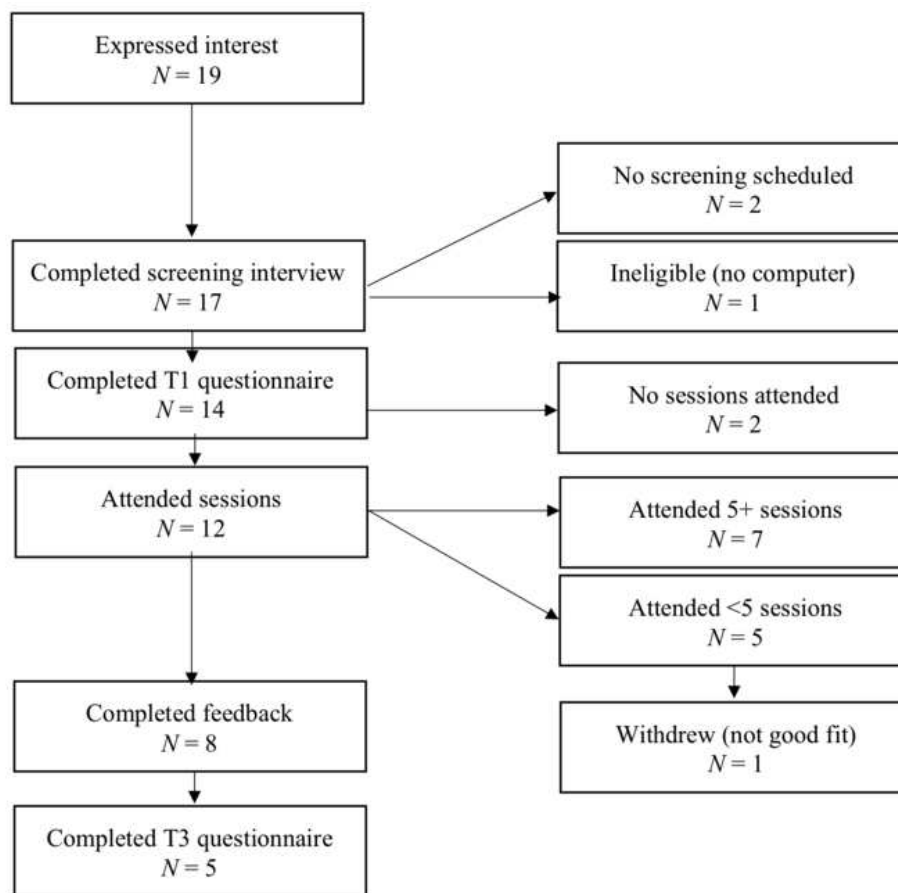 Expressed interest
N = 19
No screening scheduled
N = 2
Completed screening interview
N = 17
Ineligible (no computer)
N = 1
Completed T1 questionnaire
N = 14
No sessions attended
N = 2
Attended sessions
N = 12
Attended 5+ sessions
N = 7
Attended <5 sessions
N = 5
Completed feedback
N = 8
Withdrew (not good fit)
N = 1
Completed T3 questionnaire
N = 5